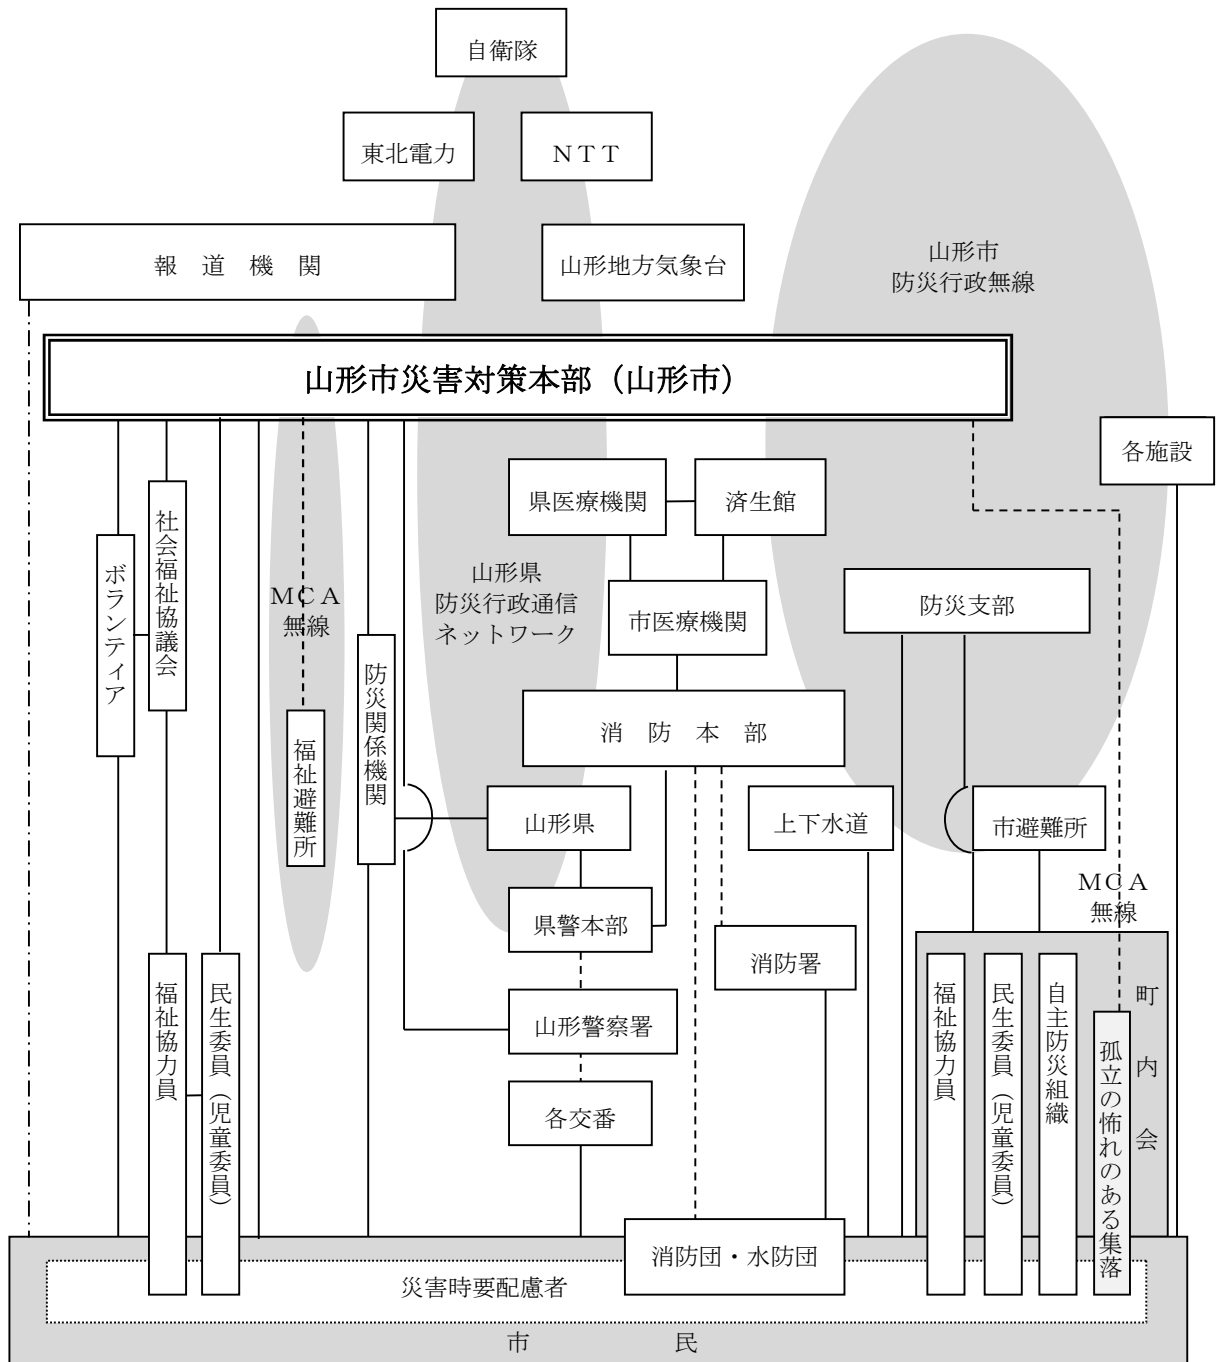 自衛隊
東北電力
ＮＴＴ
報　道　機　関
山形地方気象台
山形市
防災行政無線
山形市災害対策本部（山形市）
各施設
県医療機関
済生館
社会福祉協議会
ボランティア
ＭＣＡ
無線
山形県
防災行政通信
ネットワーク
市医療機関
防災支部
防災関係機関
消　防　本　部
福祉避難所
山形県
上下水道
市避難所
ＭＣＡ
無線
県警本部
消防署
山形警察署
各交番
福祉協力員
民生委員（児童委員）
福祉協力員
民生委員（児童委員）
自主防災組織
孤立の怖れのある集落
町内会
消防団・水防団
災害時要配慮者
市　　　　　　民